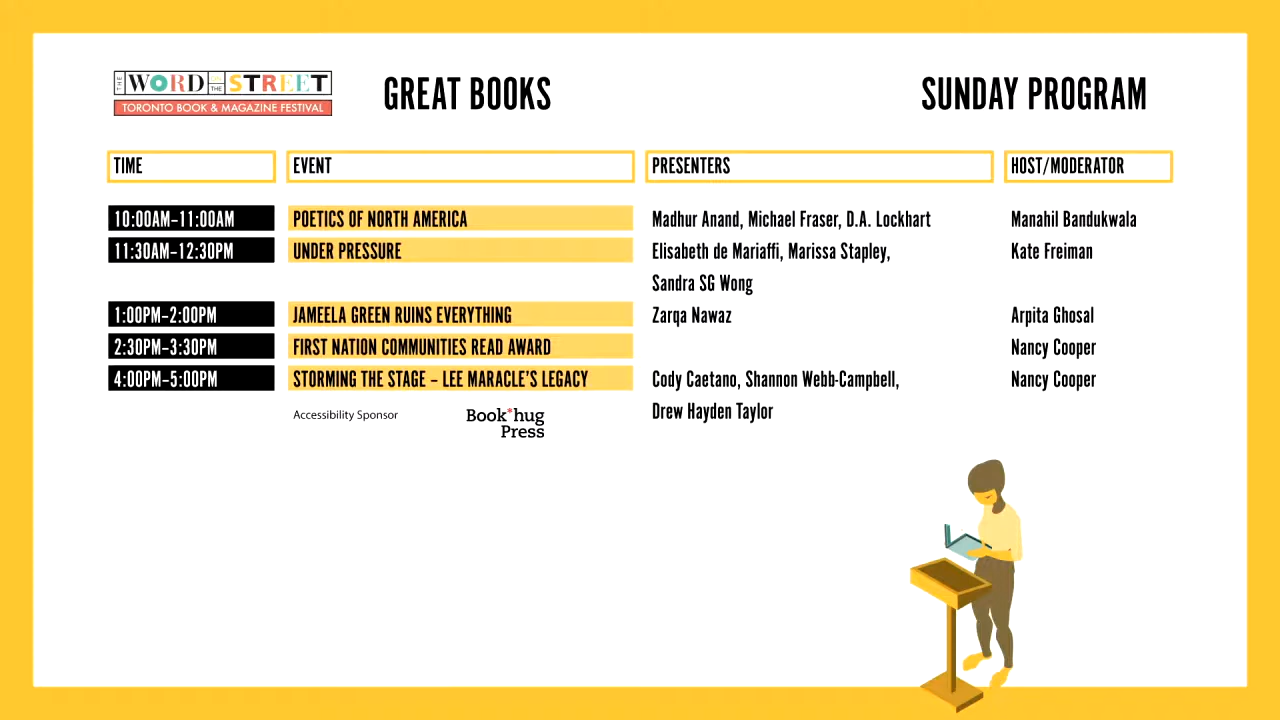 THE WORD ON THE STREET
TORONTO BOOK & MAGAZINE FESTIVAL
GREAT BOOKS
SUNDAY PROGRAM
TIME EVENT PRESENTERS HOST/MODERATOR
10:00AM–11:00AM POETICS OF NORTH AMERICA Madhur Anand, Michael Fraser, D.A. Lockhart Manahil Bandukwala
11:30AM–12:30PM UNDER PRESSURE Elisabeth de Mariaffi, Marissa Stapley, Kate Freiman
Sandra SG Wong
1:00PM–2:00PM JAMEELA GREEN RUINS EVERYTHING Zarqa Nawaz Arpita Ghosal
2:30PM–3:30PM FIRST NATION COMMUNITIES READ AWARD Nancy Cooper
4:00PM–5:00PM STORMING THE STAGE – LEE MARACLE'S LEGACY Cody Caetano, Shannon Webb-Campbell, Nancy Cooper
Drew Hayden Taylor
Accessibility Sponsor Book*hug
Press